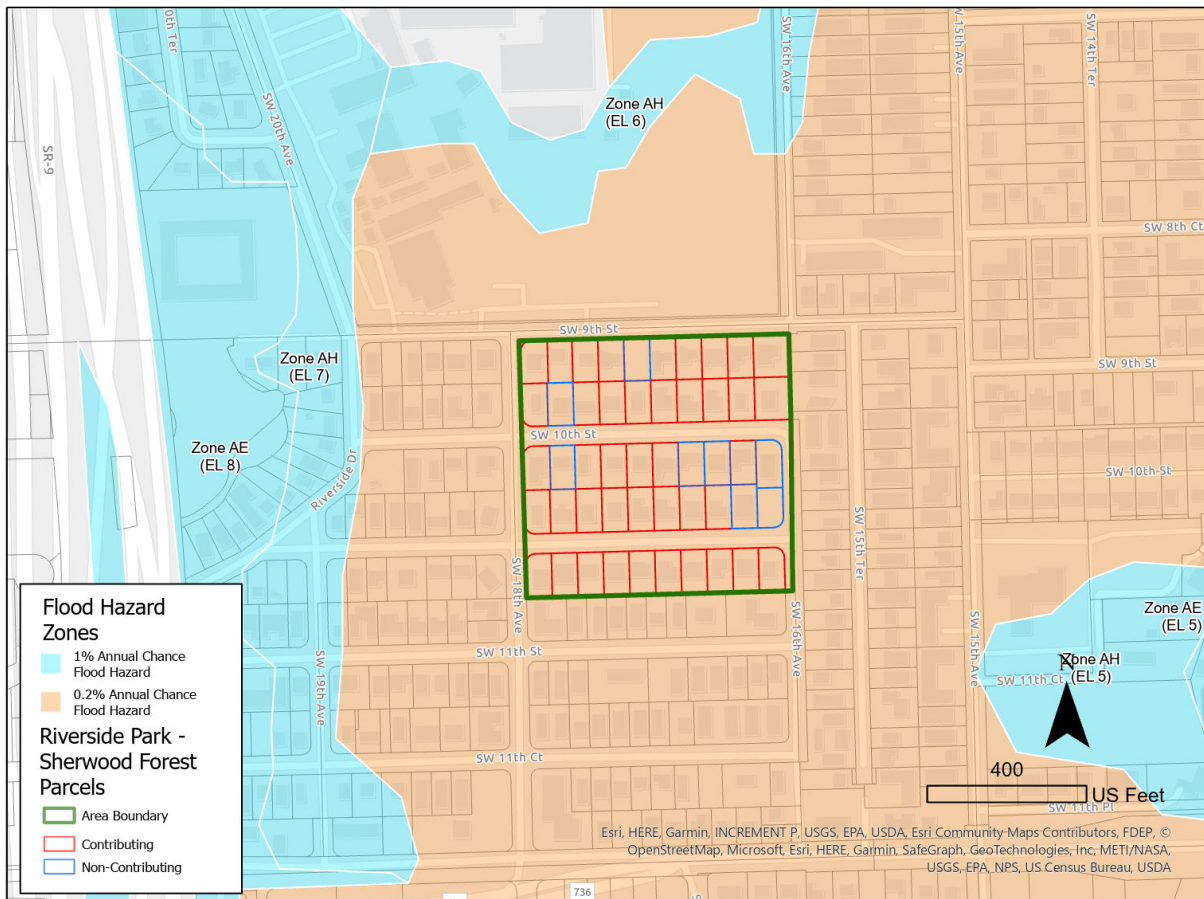 0th Ter
SW 20th Ave
SW 16th Ave
W 15th Ave
SW 14th Ter
Zone AH
(EL 6)
SR-9
SW 8th Ct
SW 9th St
Zone AH
(EL 7)
SW 9th St
Zone AE
(EL 8)
Riverside Dr
SW 10th St
SW 10th St
SW 15th Ter
SW 18th Ave
SW 16th Ave
SW 15th Ave
SW 19th Ave
SW 11th St
Zone AE
(EL 5)
Zone AH
(EL 5)
SW 11th Ct
N
SW 11th Ct
400
US Feet
SW 11th Pl
736
Flood Hazard
Zones
1% Annual Chance
Flood Hazard
0.2% Annual Chance
Flood Hazard
Riverside Park -
Sherwood Forest
Parcels
Area Boundary
Contributing
Non-Contributing
Esri, HERE, Garmin, INCREMENT P, USGS, EPA, USDA, Esri Community Maps Contributors, FDEP, ©
OpenStreetMap, Microsoft, Esri, HERE, Garmin, SafeGraph, GeoTechnologies, Inc, METI/NASA,
USGS, EPA, NPS, US Census Bureau, USDA